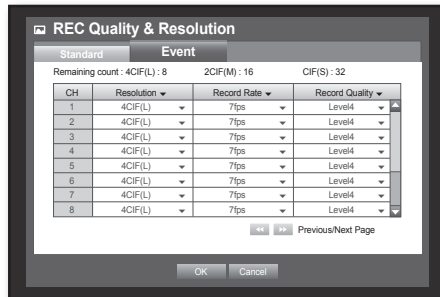 REC Quality & Resolution
Standard Event
Remaining count : 4CIF(L) : 8 2CIF(M) : 16 CIF(S) : 32
CH Resolution Record Rate Record Quality
1 4CIF(L) 7fps Level4
2 4CIF(L) 7fps Level4
3 4CIF(L) 7fps Level4
4 4CIF(L) 7fps Level4
5 4CIF(L) 7fps Level4
6 4CIF(L) 7fps Level4
7 4CIF(L) 7fps Level4
8 4CIF(L) 7fps Level4
Previous/Next Page
OK Cancel